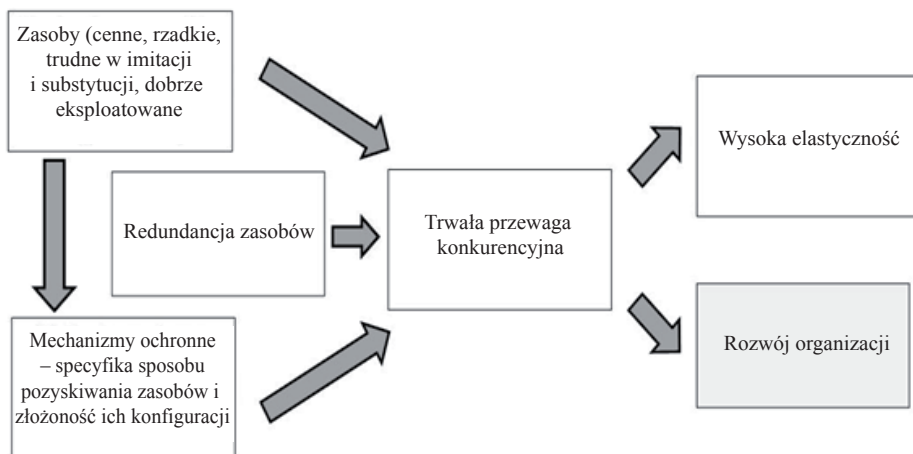 Zasoby (cenne, rzadkie,
trudne w imitacji
i substytucji, dobrze
eksploatowane
Redundancja zasobów
Mechanizmy ochronne
– specyfika sposobu
pozyskiwania zasobów i
złożoność ich konfiguracji
Trwała przewaga
konkurencyjna
Wysoka elastyczność
Rozwój organizacji